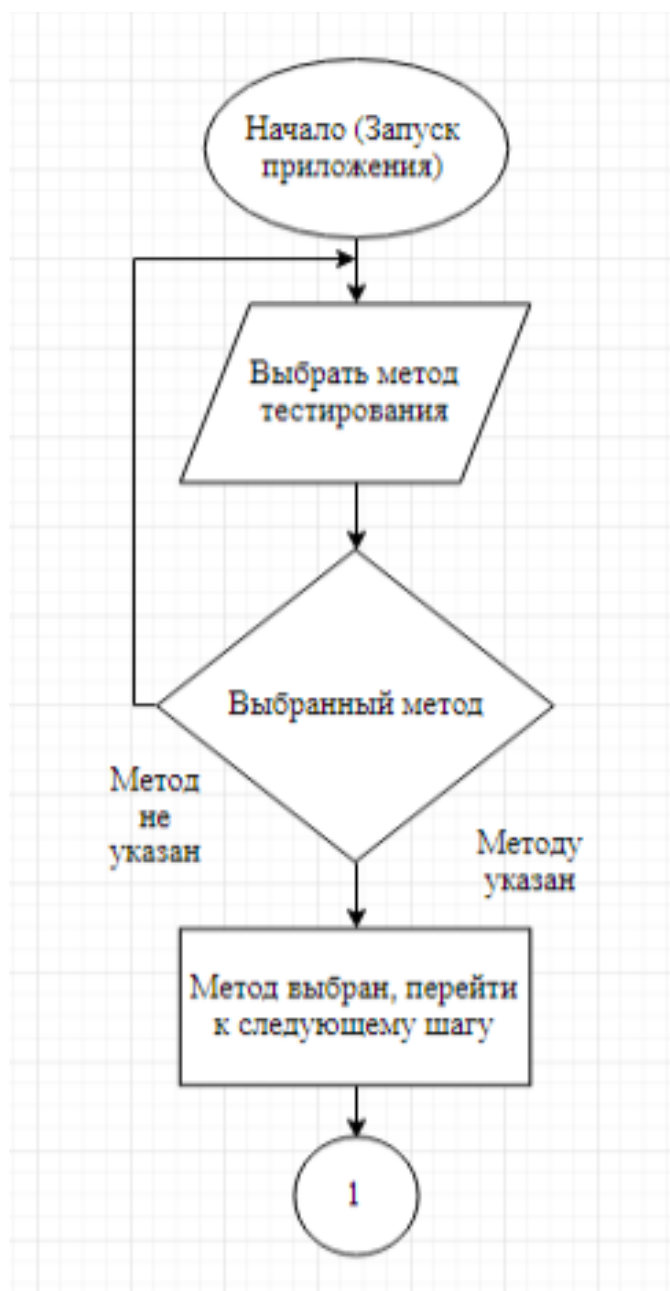 Начало (Запуск
приложения)
Выбрать метод
тестирования
Выбранный метод
Метод
не
указан
Методу
указан
Метод выбран, перейти
к следующему шагу
1